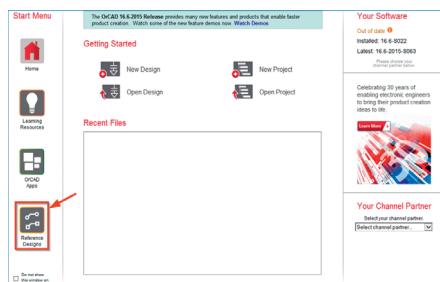 Start Menu
The OrCAD 16.6-2015 Release provides many new features and products that enable faster
product creation. Watch some of the new feature demos now Watch Demos
Your Software
Out of date
Installed: 16.6-S022
Latest: 16.6-2015-S063
Please choose your
channel partner below.
Getting Started
Home
New Design
New Project
Open Design
Open Project
Celebrating 30 years of
enabling electronic engineers
to bring their product creation
ideas to life.
Learn More
Learning
Resources
Recent Files
OrCAD
Apps
Reference
Designs
Your Channel Partner
Select your channel partner.
Select channel partner...
Do not show
this window on